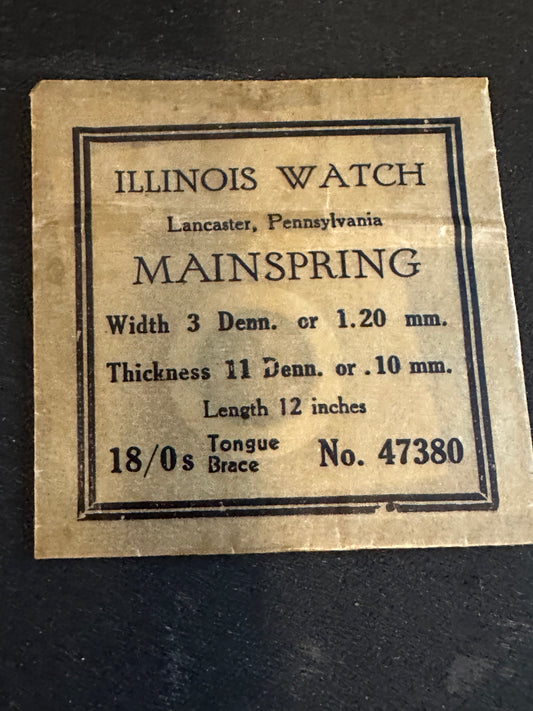 ILLINOIS WATCH
Lancaster, Pennsylvania
MAINSPRING
Width 3 Denn. or 1.20 mm.
Thickness 11 Denn. or .10 mm.
Length 12 inches
18/0s Tongue Brace No. 47380